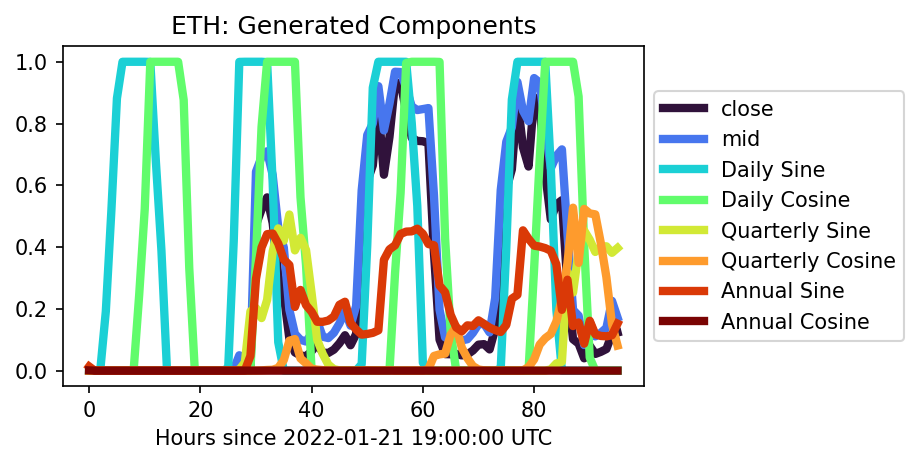 ETH: Generated Components
1.0
0.8
0.6
0.4
0.2
0.0
0 20 40 60 80
Hours since 2022-01-21 19:00:00 UTC
close
mid
Daily Sine
Daily Cosine
Quarterly Sine
Quarterly Cosine
Annual Sine
Annual Cosine